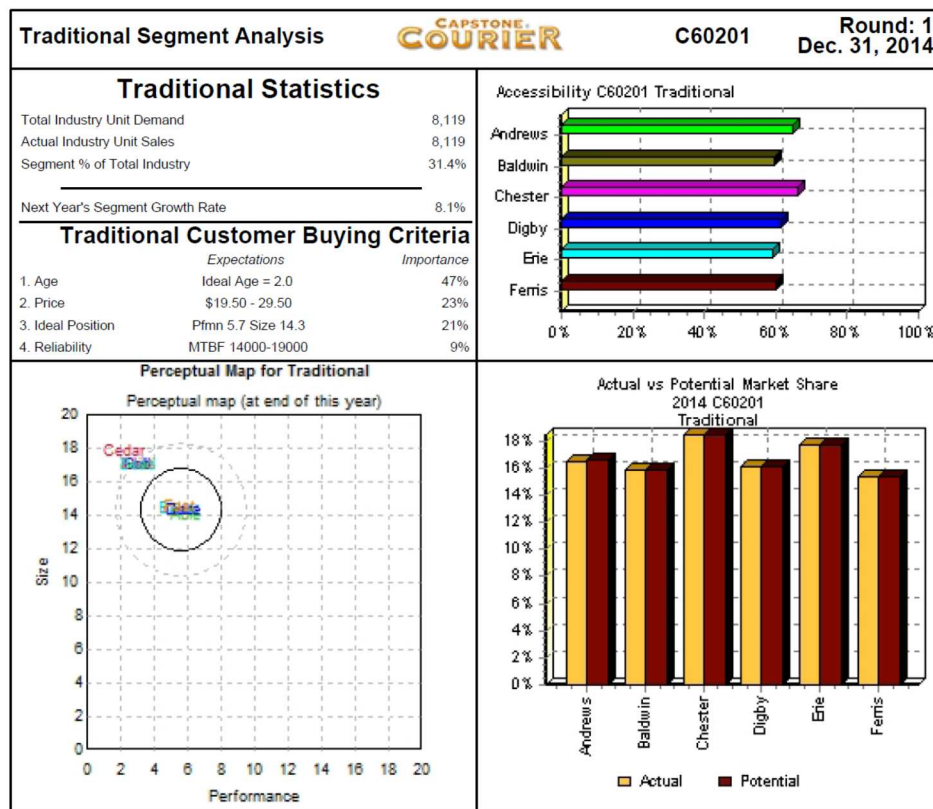 Traditional Segment Analysis
CAPSTONE® COURIER
C60201
Round: 1
Dec. 31, 2014
Traditional Statistics
Total Industry Unit Demand 8,119
Actual Industry Unit Sales 8,119
Segment % of Total Industry 31.4%
Next Year's Segment Growth Rate 8.1%
Traditional Customer Buying Criteria
Expectations Importance
1. Age Ideal Age = 2.0 47%
2. Price $19.50 - 29.50 23%
3. Ideal Position Pfmn 5.7 Size 14.3 21%
4. Reliability MTBF 14000-19000 9%
Accessibility C60201 Traditional
Andrews
Baldwin
Chester
Digby
Erie
Ferris
0% 20% 40% 60% 80% 100%
Perceptual Map for Traditional
Perceptual map (at end of this year)
20
18
16
14
12
10
8
6
4
2
0
Size
Cedar
0 2 4 6 8 10 12 14 16 18 20
Performance
Actual vs Potential Market Share
2014 C60201
Traditional
18%
16%
14%
12%
10%
8%
6%
4%
2%
0%
Andrews
Baldwin
Chester
Digby
Erie
Ferris
Actual Potential